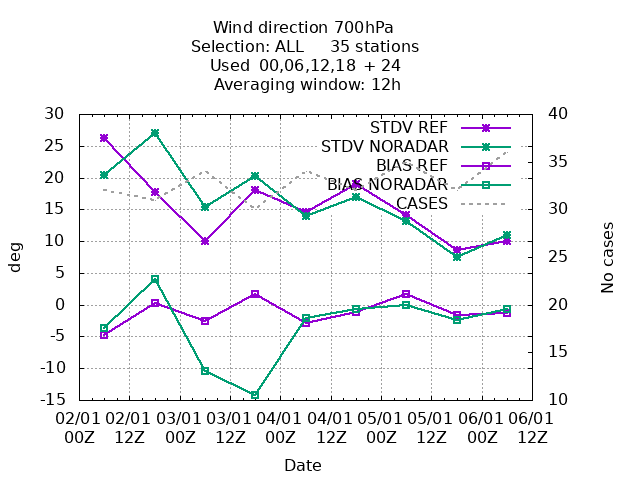 Wind direction 700hPa
Selection: ALL 35 stations
Used 00,06,12,18 + 24
Averaging window: 12h
STDV REF
STDV NORADAR
BIAS REF
BIAS NORADAR
CASES
30
25
20
15
10
5
0
-5
-10
-15
deg
40
35
30
25
20
15
10
No cases
02/01 02/01 03/01 03/01 04/01 04/01 05/01 05/01 06/01 06/01
00Z 12Z 00Z 12Z 00Z 12Z 00Z 12Z 00Z 12Z
Date